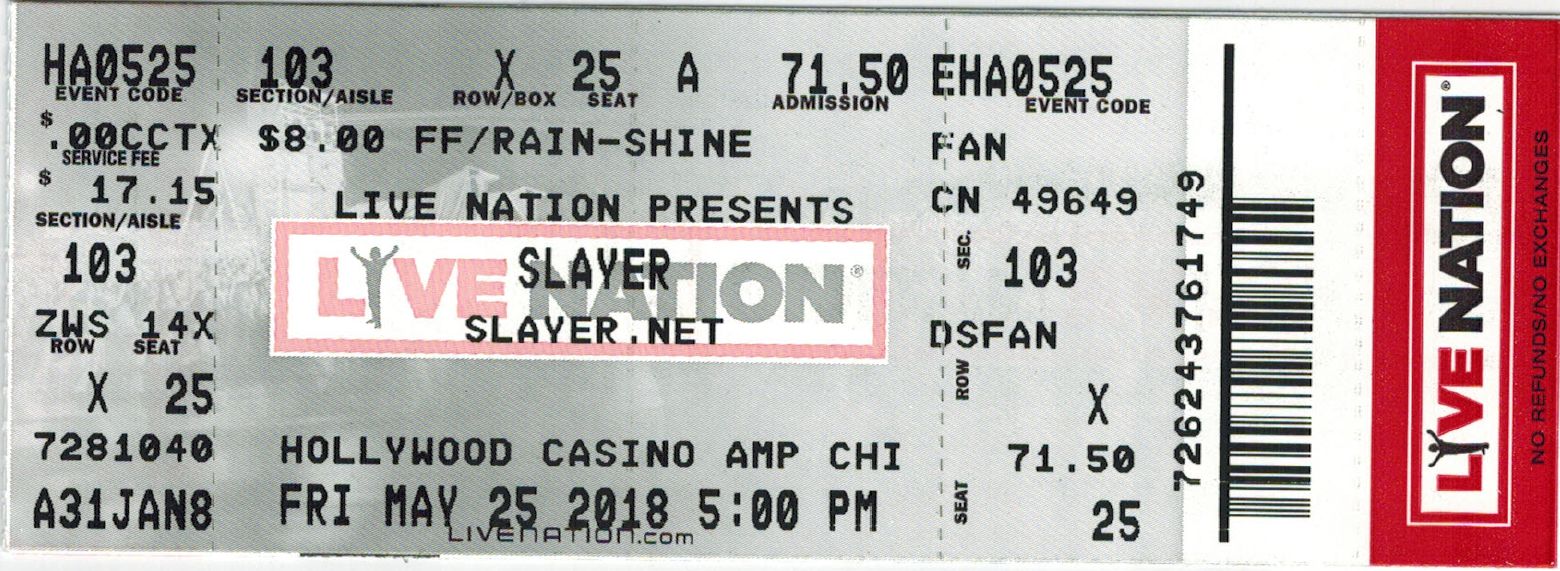 HA0525
EVENT CODE
$
.00CCTX
SERVICE FEE
$
17.15
SECTION/AISLE
103
ZWS 14X
ROW SEAT
X 25
7281040
A31JAN8
103 X 25 A 71.50
SECTION/AISLE ROW/BOX SEAT ADMISSION
$8.00 FF/RAIN-SHINE
LIVE NATION PRESENTS
LIVE NATION®
SLAYER
SLAYER.NET
HOLLYWOOD CASINO AMP CHI
FRI MAY 25 2018 5:00 PM
LIVENATION.com
EHA0525
EVENT CODE
FAN
CN 49649
SEC. 103
DSFAN
ROW X
71.50
SEAT 25
726243761749
LIVE NATION®
NO REFUNDS/NO EXCHANGES